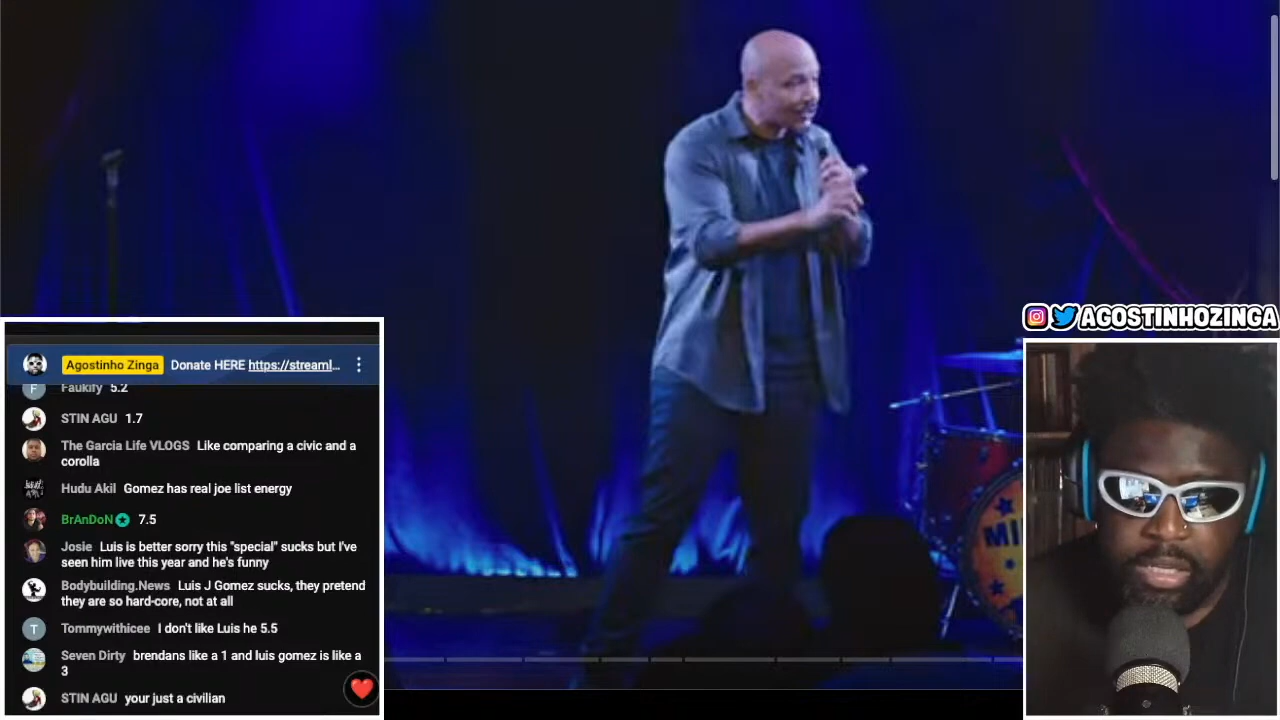 AGOSTINHOZINGA
Agostinho Zinga Donate HERE https://streaml...
Faukify 5.2
STIN AGU 1.7
The Garcia Life VLOGS Like comparing a civic and a
corolla
Hudu Akil Gomez has real joe list energy
BrAnDoN 7.5
Josie Luis is better sorry this "special" sucks but I've
seen him live this year and he's funny
Bodybuilding.News Luis J Gomez sucks, they pretend
they are so hard-core, not at all
Tommywithicee I don't like Luis he 5.5
Seven Dirty brendans like a 1 and luis gomez is like a
3
STIN AGU your just a civilian
F
T
MI